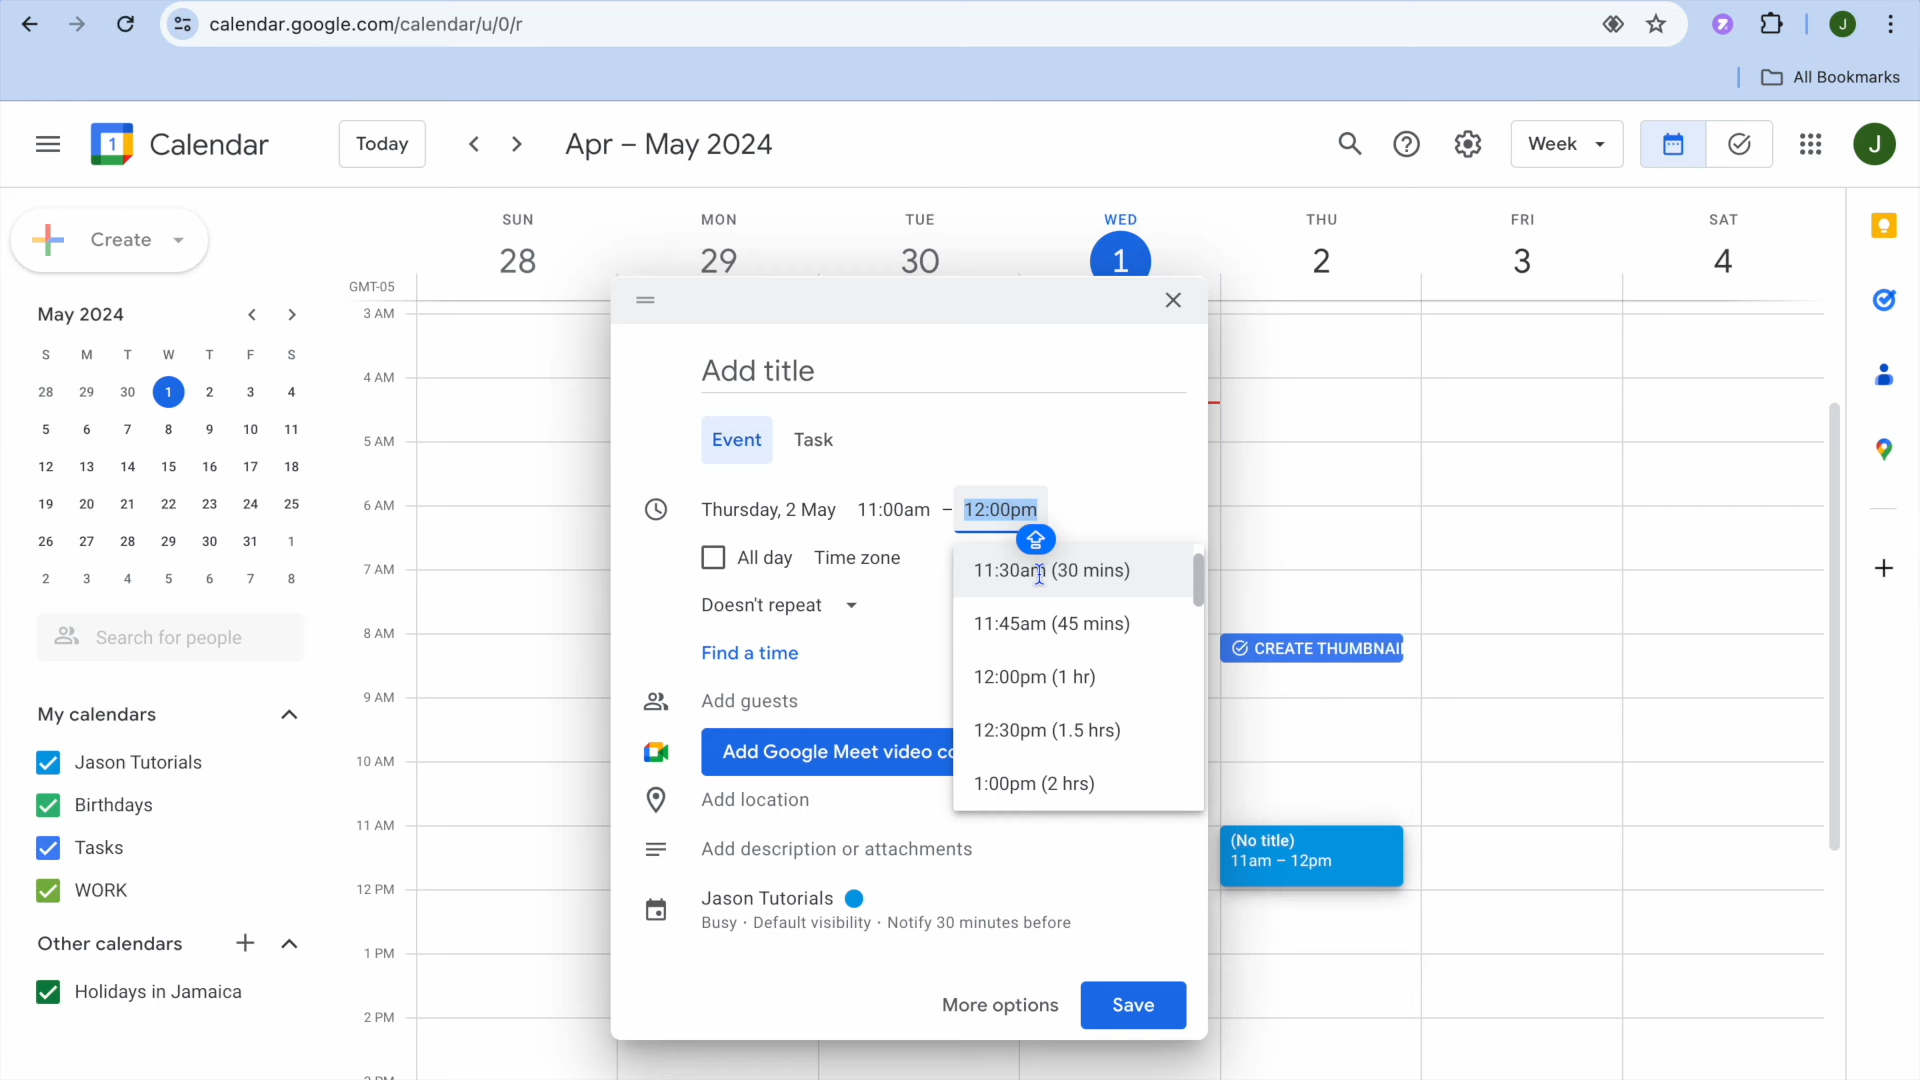 calendar.google.com/calendar/u/0/r
J
All Bookmarks
1
Calendar
Today
Apr – May 2024
Week
J
Create
SUN MON TUE WED THU FRI SAT
28 29 30 1 2 3 4
GMT-05
May 2024
S M T W T F S
28 29 30 1 2 3 4
5 6 7 8 9 10 11
12 13 14 15 16 17 18
19 20 21 22 23 24 25
26 27 28 29 30 31 1
2 3 4 5 6 7 8
Search for people
My calendars
Jason Tutorials
Birthdays
Tasks
WORK
Other calendars
Holidays in Jamaica
3 AM
4 AM
5 AM
6 AM
7 AM
8 AM
9 AM
10 AM
11 AM
12 PM
1 PM
2 PM
Add title
Event Task
Thursday, 2 May 11:00am – 12:00pm
All day Time zone
Doesn't repeat
Find a time
Add guests
Add Google Meet video co
Add location
Add description or attachments
Jason Tutorials
Busy · Default visibility · Notify 30 minutes before
More options
Save
11:30am (30 mins)
11:45am (45 mins)
12:00pm (1 hr)
12:30pm (1.5 hrs)
1:00pm (2 hrs)
CREATE THUMBNAI
(No title)
11am – 12pm